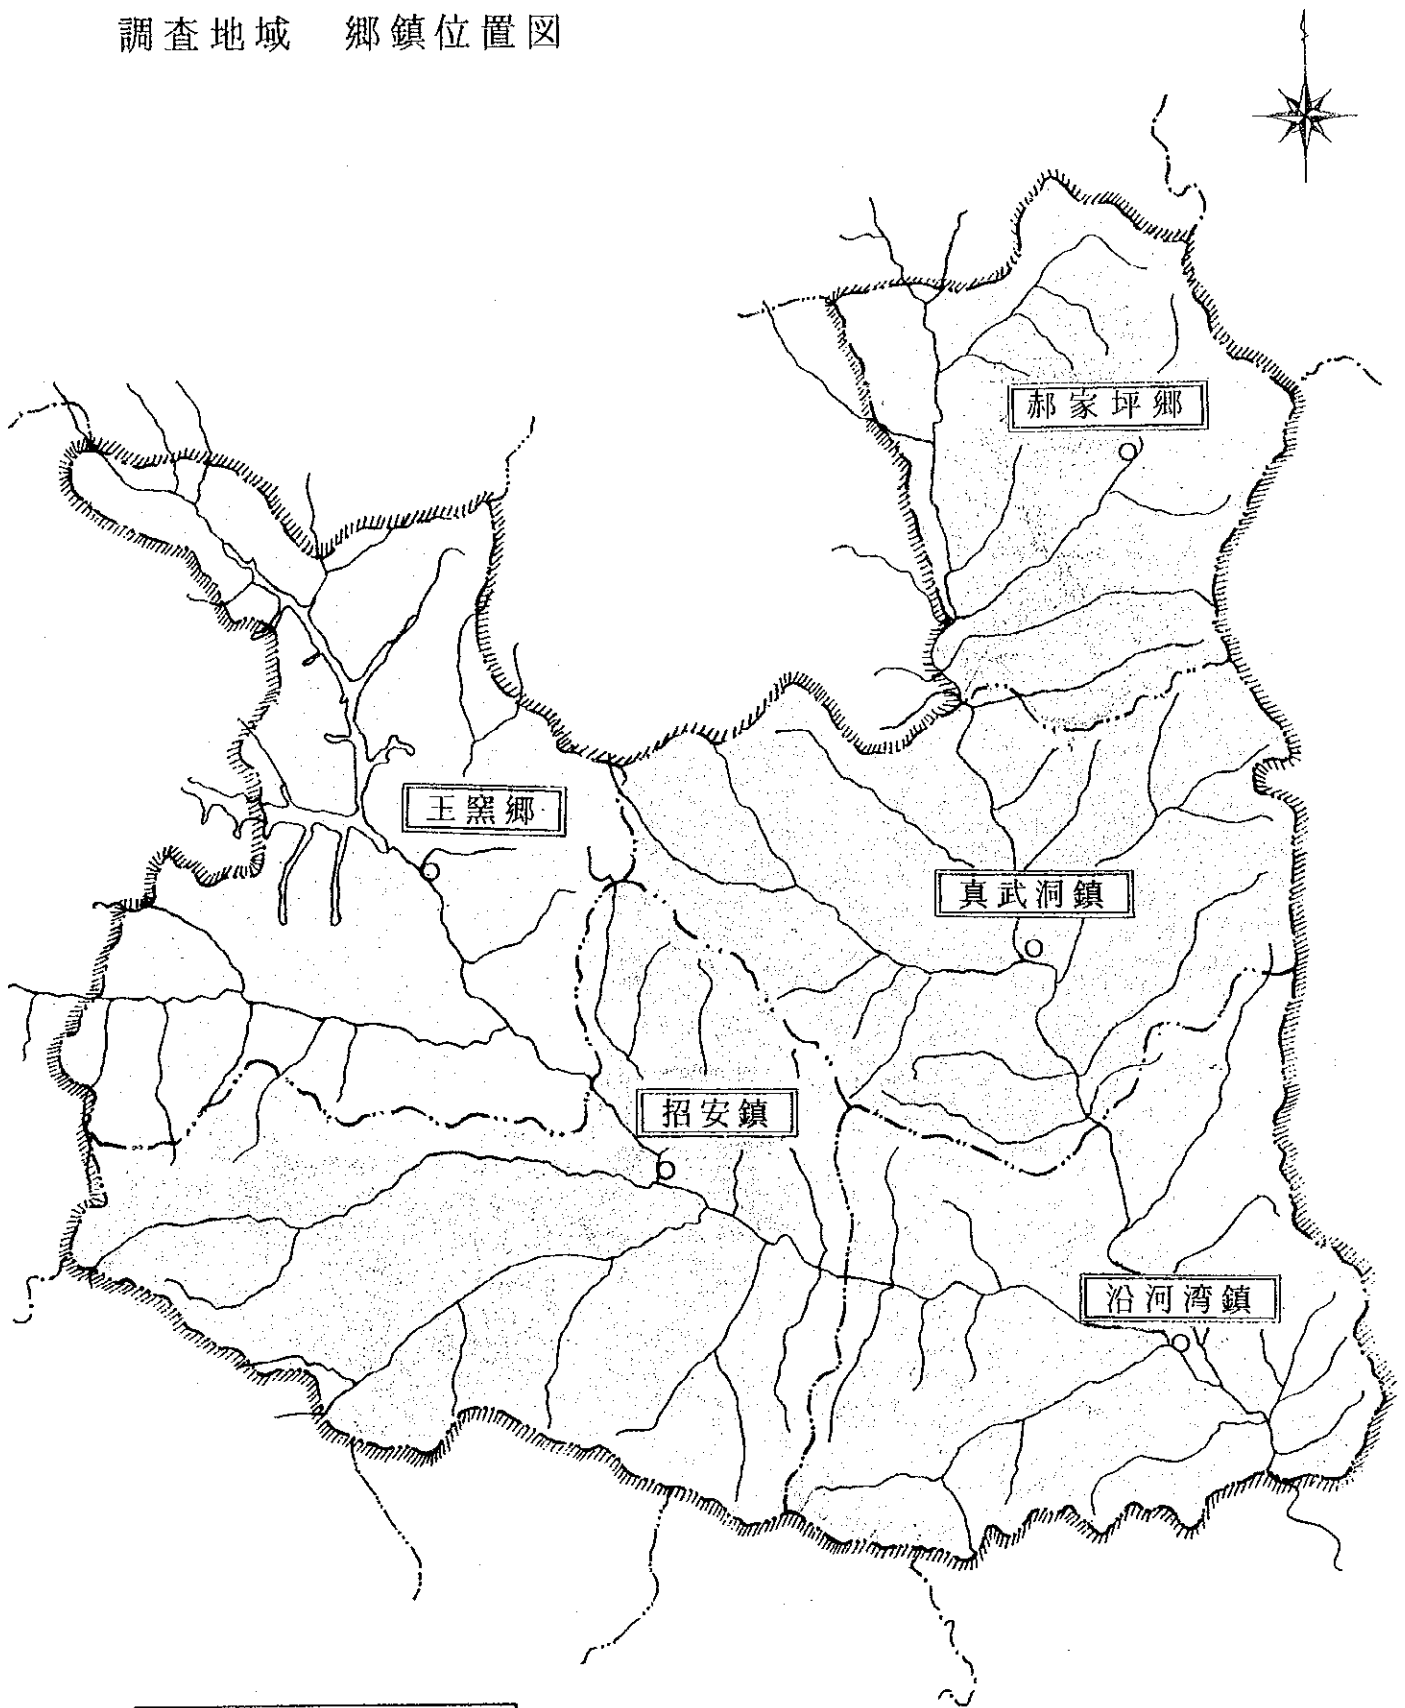 調査地域 郷鎮位置図
郝家坪郷
王窯郷
真武洞鎮
招安鎮
沿河湾鎮